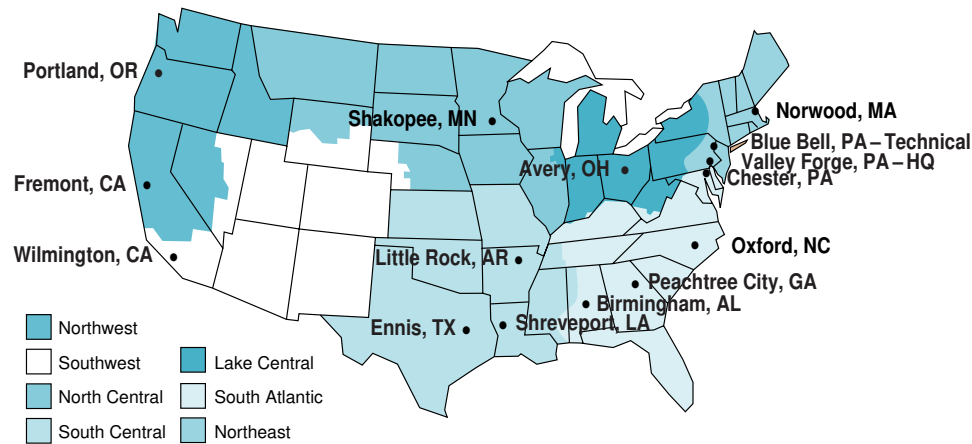 Portland, OR
Shakopee, MN
Norwood, MA
Blue Bell, PA – Technical
Valley Forge, PA – HQ
Avery, OH
Chester, PA
Fremont, CA
Wilmington, CA
Oxford, NC
Little Rock, AR
Peachtree City, GA
Birmingham, AL
Ennis, TX
Shreveport, LA
Northwest
Southwest
Lake Central
North Central
South Atlantic
South Central
Northeast